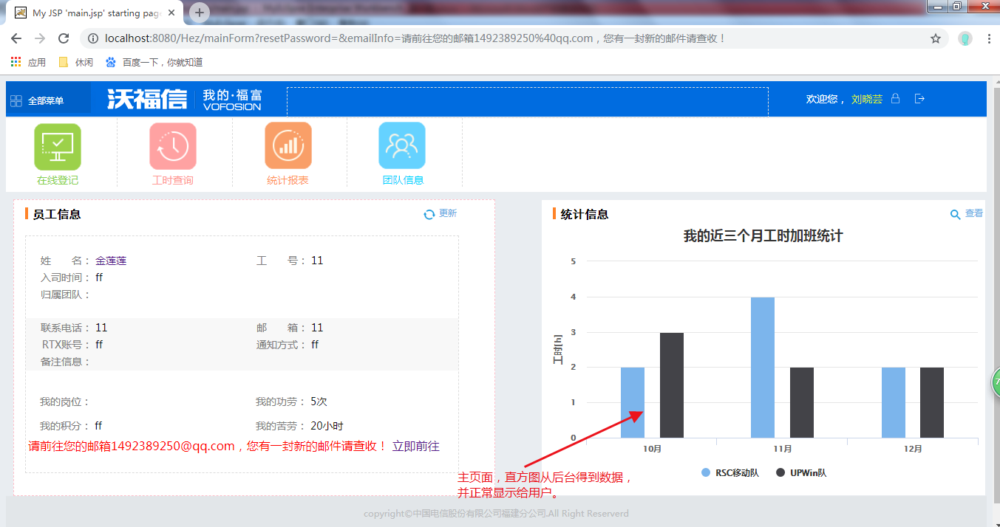 My JSP 'main.jsp' starting page
localhost:8080/Hez/mainForm?resetPassword=&emailInfo=请前往您的邮箱1492389250%40qq.com，您有一封新的邮件请查收！
应用 休闲 百度一下，你就知道
全部菜单 沃福信 VOFOSION 我的·福富 欢迎您， 刘晓芸
在线登记 工时查询 统计报表 团队信息
员工信息 更新
姓 名： 金莲莲 工 号： 11
入司时间： ff
归属团队：
联系电话： 11 邮 箱： 11
RTX账号： ff 通知方式： ff
备注信息：
我的岗位： 我的功劳： 5次
我的积分： ff 我的苦劳： 20小时
请前往您的邮箱1492389250@qq.com，您有一封新的邮件请查收！ 立即前往
统计信息 查看
我的近三个月工时加班统计
工时[h]
5
4
3
2
1
0
10月 11月 12月
RSC移动队 UPWin队
主页面，直方图从后台得到数据，
并正常显示给用户。
copyright©中国电信股份有限公司福建分公司.All Right Reserverd